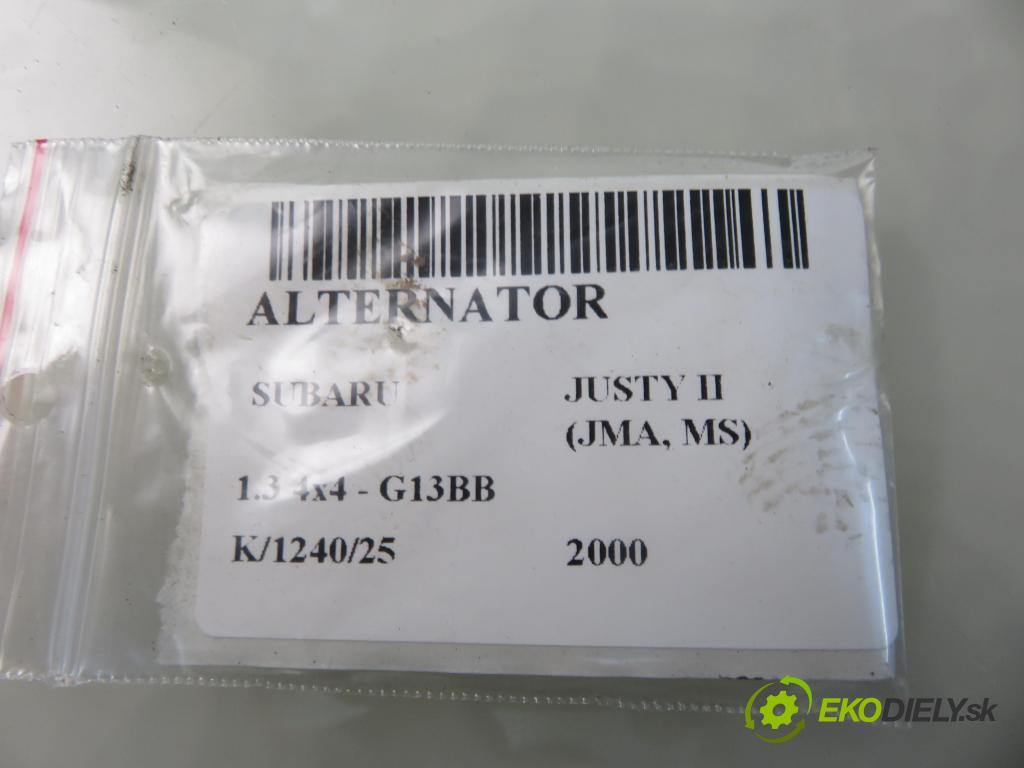 ALTERNATOR
SUBARU JUSTY II
(JMA, MS)
1.3 4x4 - G13BB
K/1240/25 2000
EKODIELY.sk